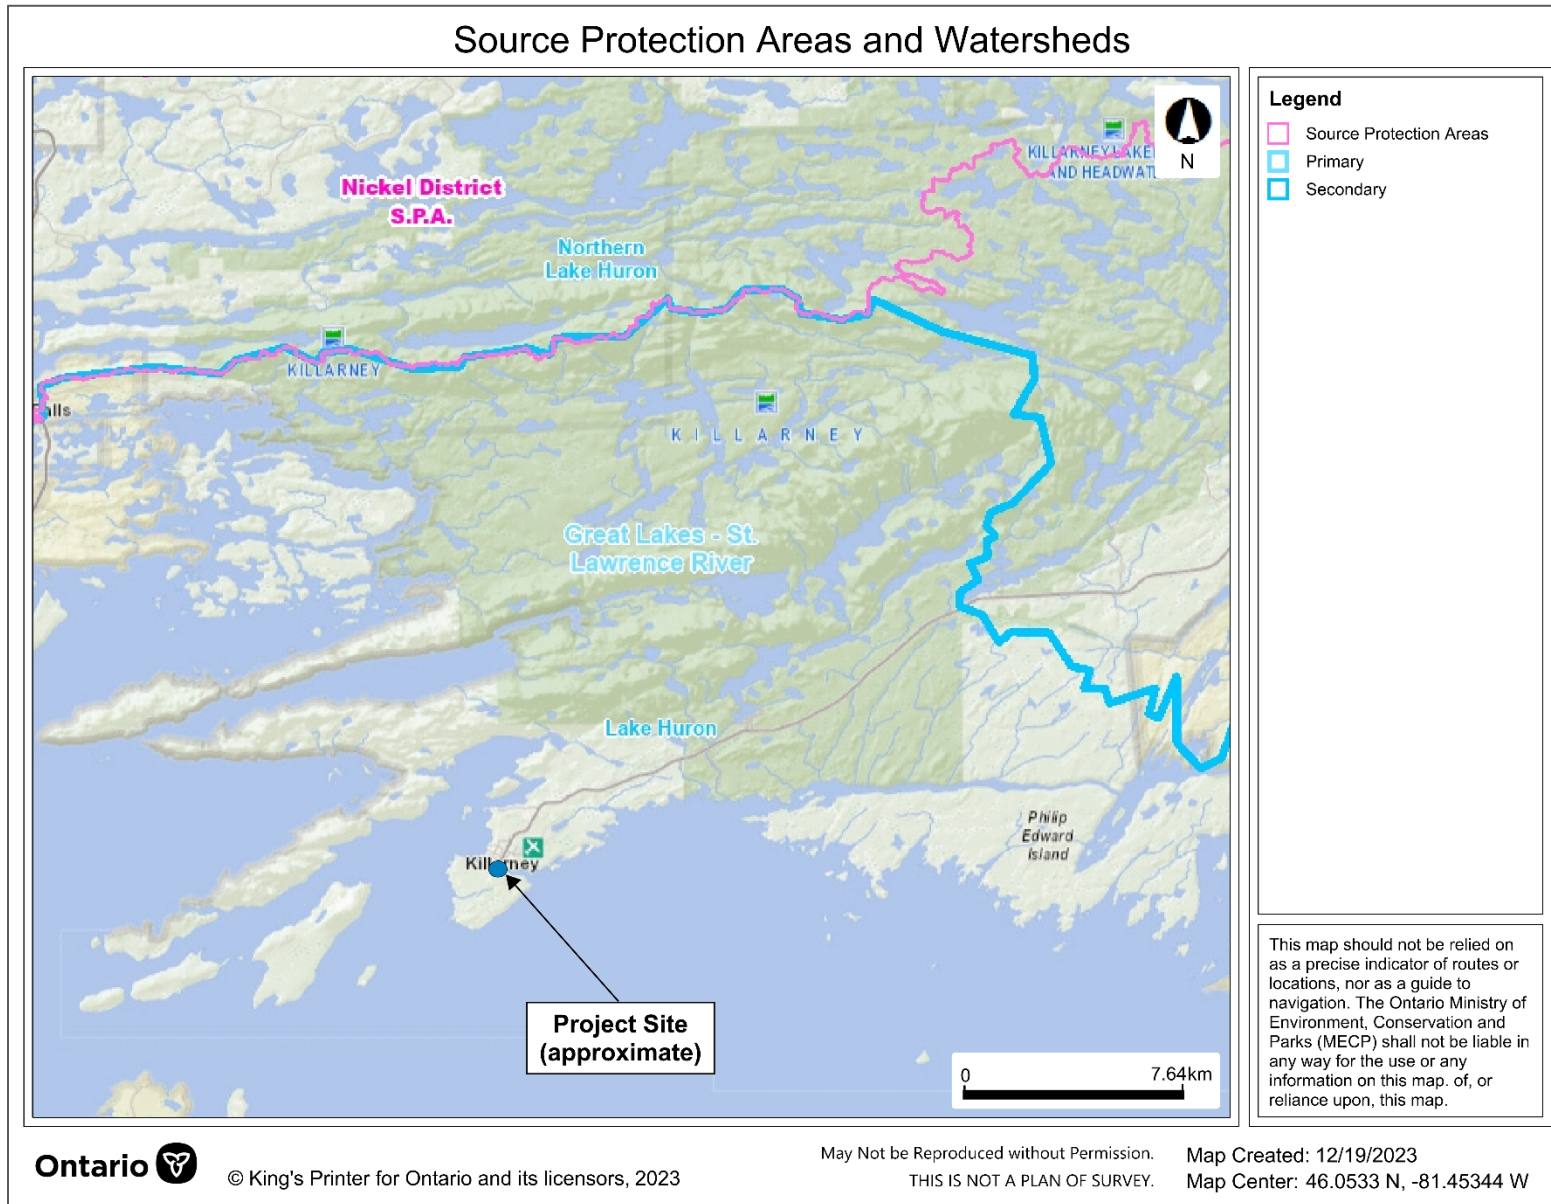 Source Protection Areas and Watersheds
N
KILLARNEY LAKE
AND HEADWAT
Nickel District
S.P.A.
Northern
Lake Huron
KILLARNEY
alls
KILLARNEY
Great Lakes - St.
Lawrence River
Lake Huron
Philip
Edward
Island
Killarney
Project Site
(approximate)
0 7.64km
Legend
Source Protection Areas
Primary
Secondary
This map should not be relied on
as a precise indicator of routes or
locations, nor as a guide to
navigation. The Ontario Ministry of
Environment, Conservation and
Parks (MECP) shall not be liable in
any way for the use or any
information on this map. of, or
reliance upon, this map.
Ontario
© King's Printer for Ontario and its licensors, 2023
May Not be Reproduced without Permission.
THIS IS NOT A PLAN OF SURVEY.
Map Created: 12/19/2023
Map Center: 46.0533 N, -81.45344 W